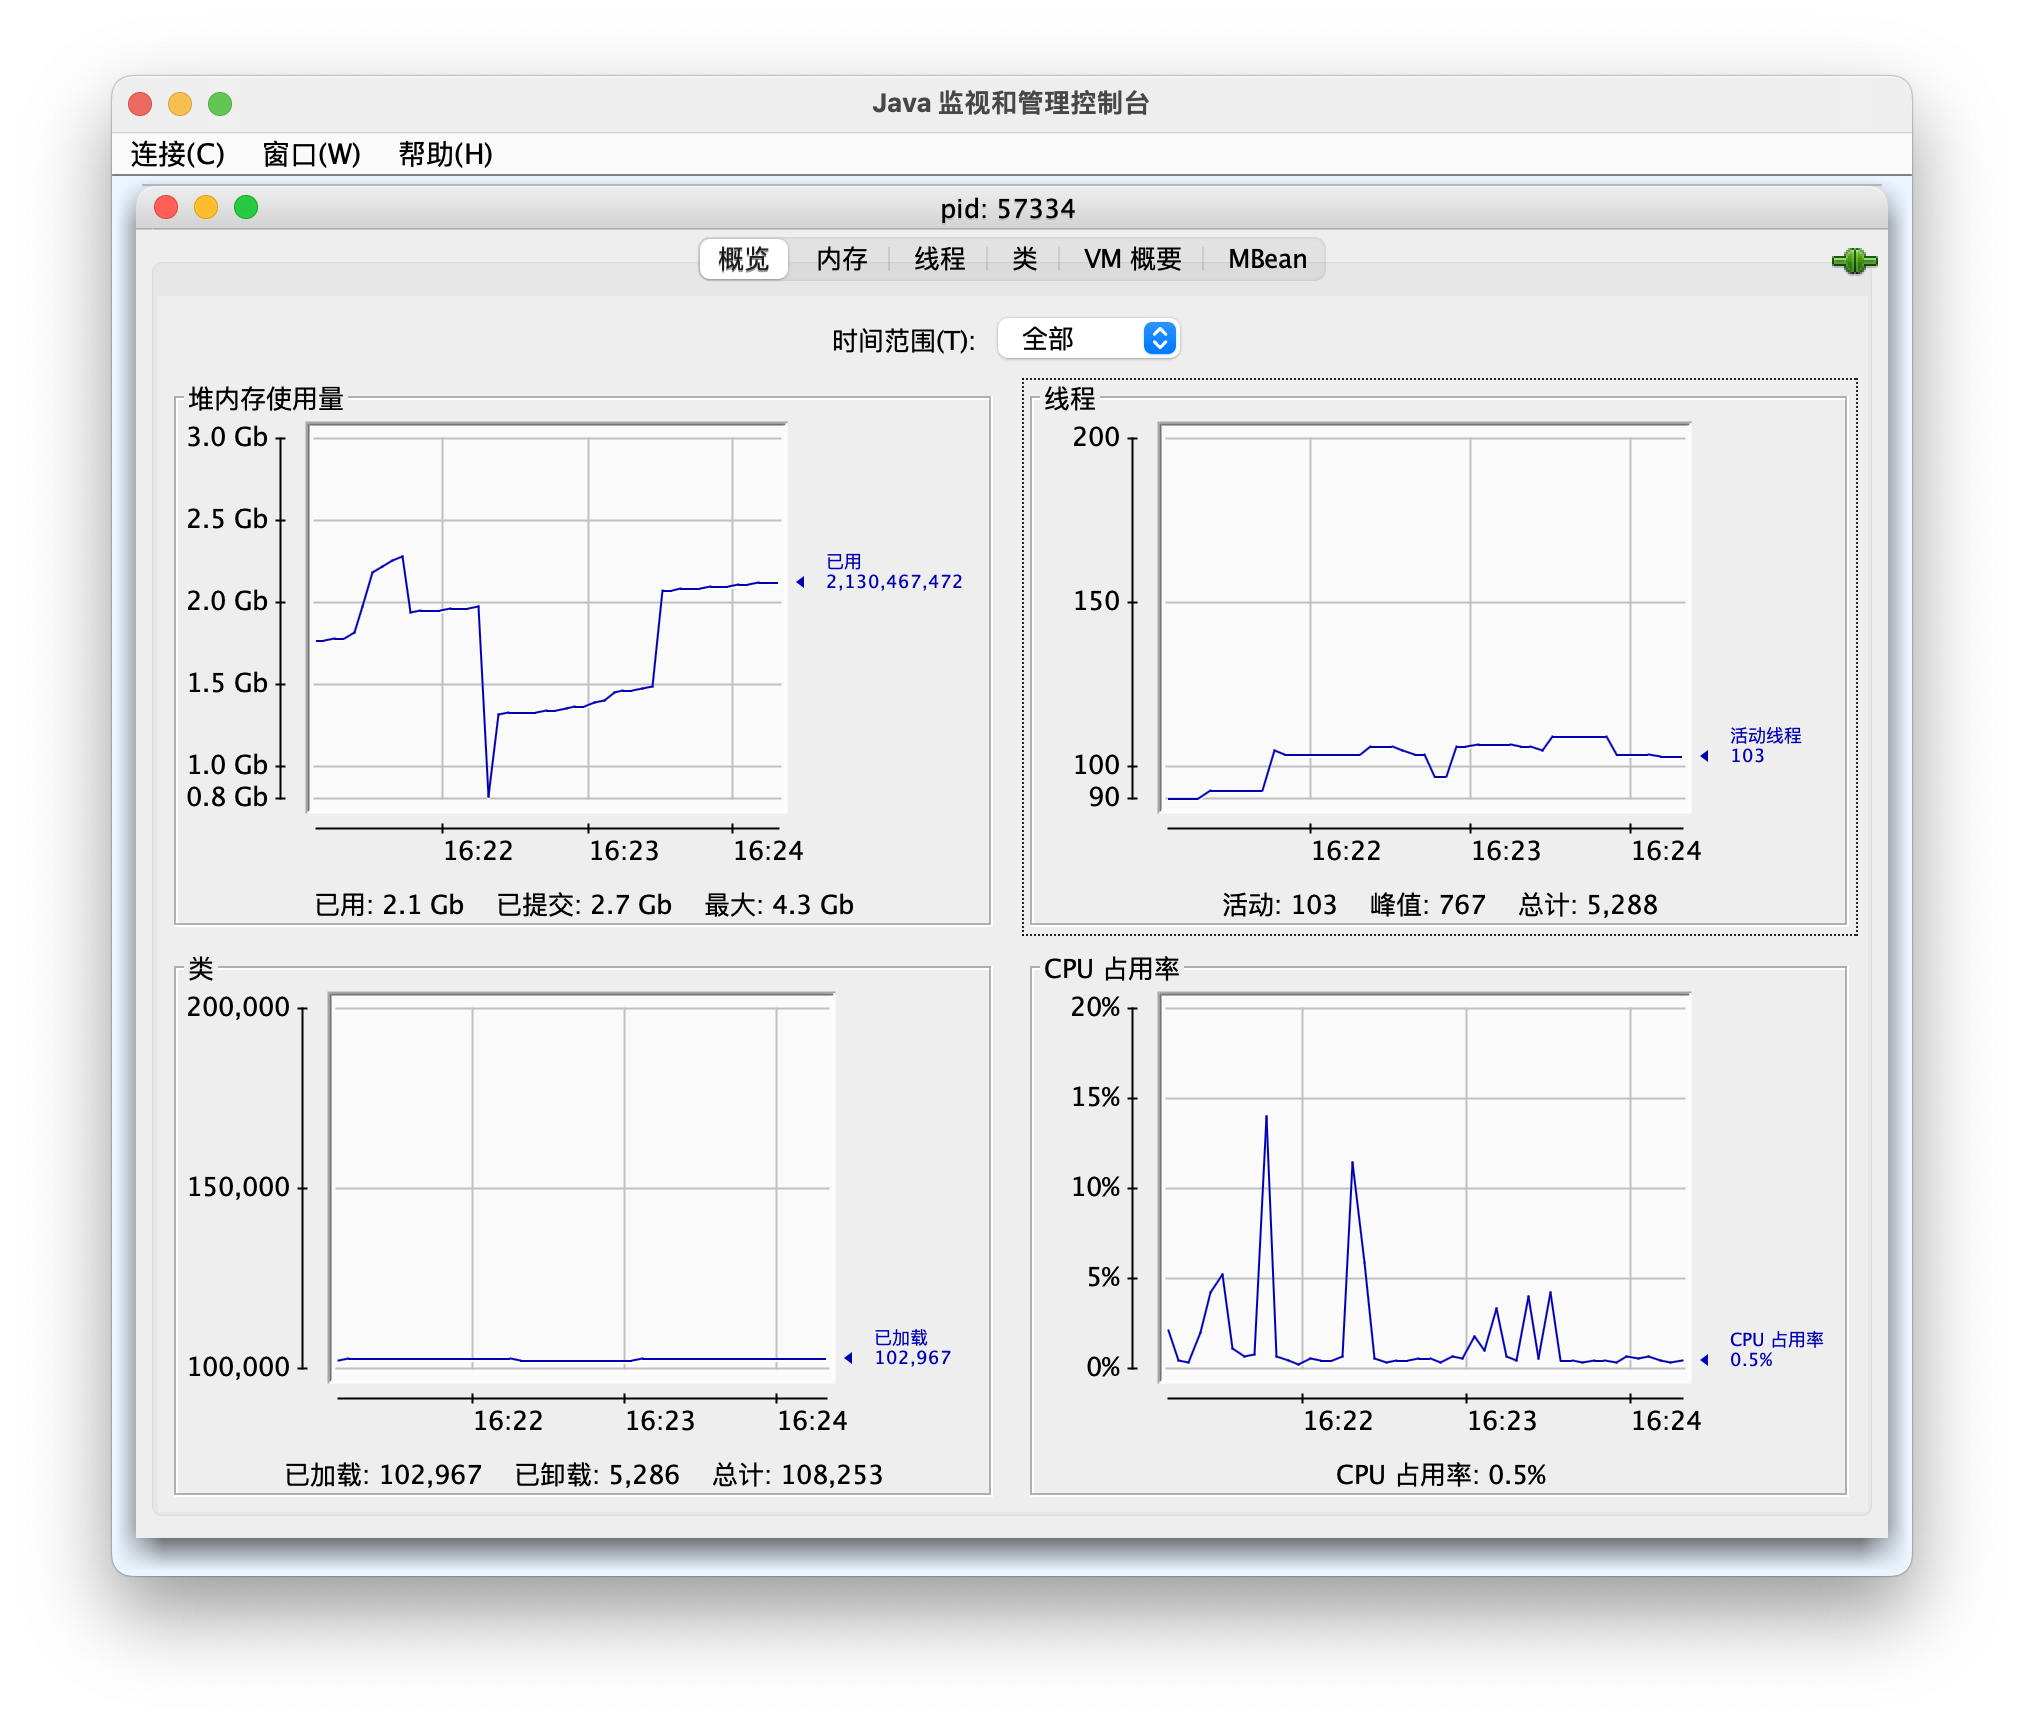 Java 监视和管理控制台
连接(C) 窗口(W) 帮助(H)
pid: 57334
概览 内存 线程 类 VM 概要 MBean
时间范围(T): 全部
堆内存使用量
3.0 Gb
2.5 Gb
2.0 Gb
1.5 Gb
1.0 Gb
0.8 Gb
已用
2,130,467,472
16:22 16:23 16:24
已用: 2.1 Gb 已提交: 2.7 Gb 最大: 4.3 Gb
线程
200
150
100
90
活动线程
103
16:22 16:23 16:24
活动: 103 峰值: 767 总计: 5,288
类
200,000
150,000
100,000
已加载
102,967
16:22 16:23 16:24
已加载: 102,967 已卸载: 5,286 总计: 108,253
CPU 占用率
20%
15%
10%
5%
0%
CPU 占用率
0.5%
16:22 16:23 16:24
CPU 占用率: 0.5%